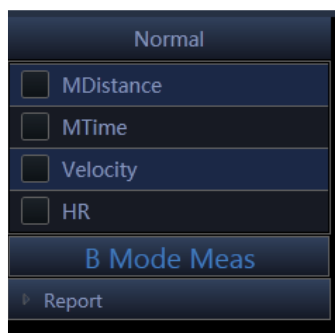 Normal
MDistance
MTime
Velocity
HR
B Mode Meas
Report